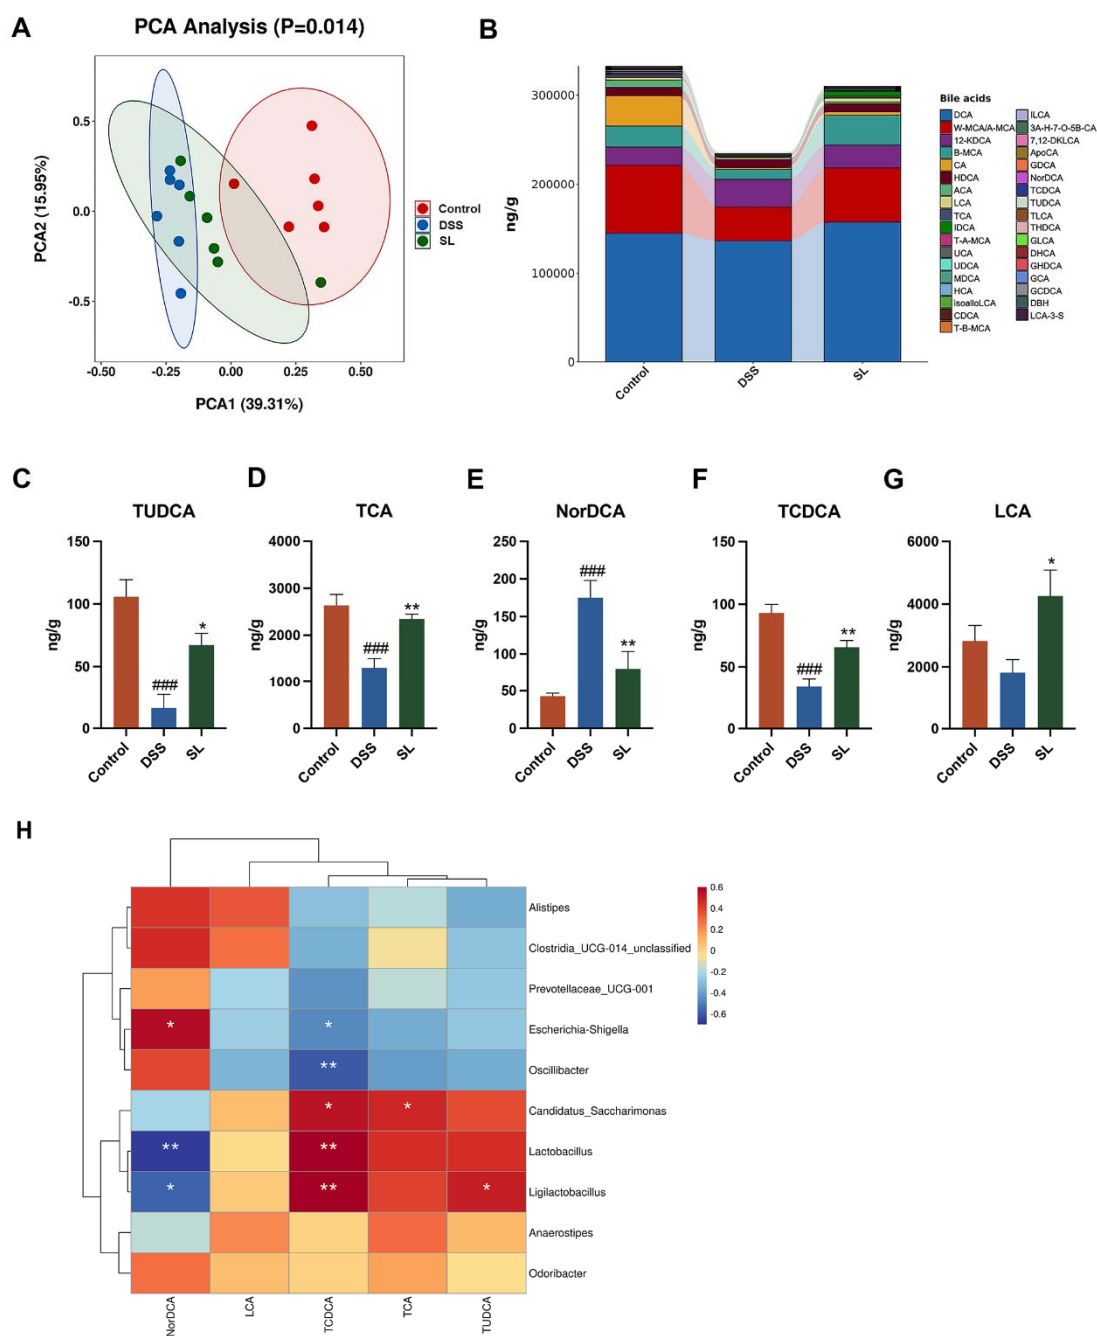 A
PCA Analysis (P=0.014)
PCA2 (15.95%)
0.5
0.0
-0.5
-0.50
-0.25
0.00
0.25
0.50
PCA1 (39.31%)
Control
DSS
SL
B
ng/g
300000
200000
100000
0
Control
DSS
SL
Bile acids
DCA
W-MCA/A-MCA
12-KDCA
B-MCA
CA
HDCA
ACA
LCA
TCA
IDCA
T-A-MCA
UCA
UDCA
MDCA
HCA
isoalloLCA
CDCA
T-B-MCA
ILCA
3A-H-7-O-5B-CA
7,12-DKLCA
ApoCA
GDCA
NorDCA
TCDCA
TUDCA
TLCA
THDCA
GLCA
DHCA
GHDCA
GCA
GCDCA
DBH
LCA-3-S
C
TUDCA
ng/g
150
100
50
0
###
*
Control
DSS
SL
D
TCA
ng/g
4000
3000
2000
1000
0
###
**
Control
DSS
SL
E
NorDCA
ng/g
250
200
150
100
50
0
###
**
Control
DSS
SL
F
TCDCA
ng/g
150
100
50
0
###
**
Control
DSS
SL
G
LCA
ng/g
6000
4000
2000
0
*
Control
DSS
SL
H
Alistipes
Clostridia_UCG-014_unclassified
Prevotellaceae_UCG-001
* * Escherichia-Shigella
** Oscillibacter
* * Candidatus_Saccharimonas
** ** Lactobacillus
* ** * Ligilactobacillus
Anaerostipes
Odoribacter
NorDCA
LCA
TCDCA
TCA
TUDCA
0.6
0.4
0.2
0
-0.2
-0.4
-0.6